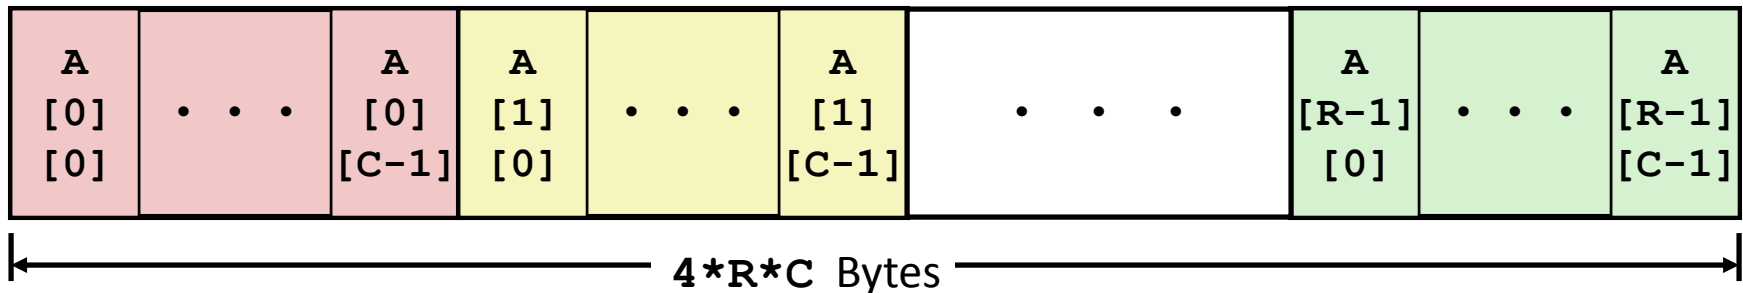 A · · · A A · · · A · · · A · · · A
[0] [0] [1] [1] [R-1] [R-1]
[0] [C-1] [0] [C-1] [0] [C-1]
4*R*C Bytes